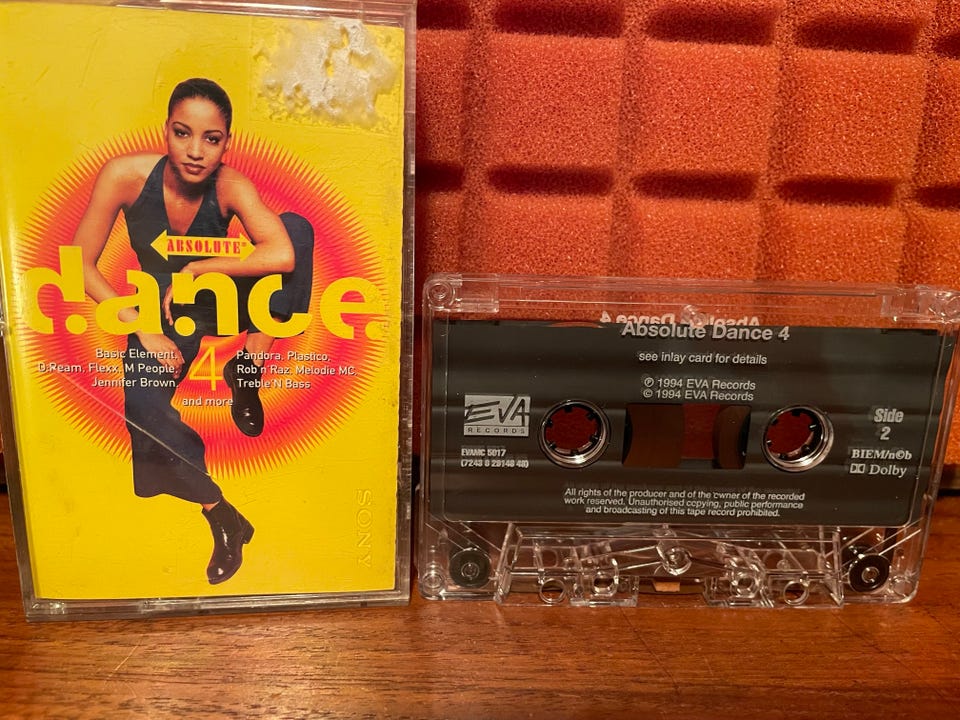 ABSOLUTE®
dance
4
Basic Element,
D:Ream, Flexx, M People,
Jennifer Brown,
Pandora, Plastico,
Rob'n'Raz, Melodie MC
Treble'N Bass
and more
SONY
Absolute Dance 4
Absolute Dance 4
see inlay card for details
℗ 1994 EVA Records
© 1994 EVA Records
EVA
RECORDS
EVAMC 5017
(7243 8 29148 48)
Side
2
BIEM/n©b
Dolby
All rights of the producer and of the owner of the recorded
work reserved. Unauthorised copying, public performance
and broadcasting of this tape record prohibited.